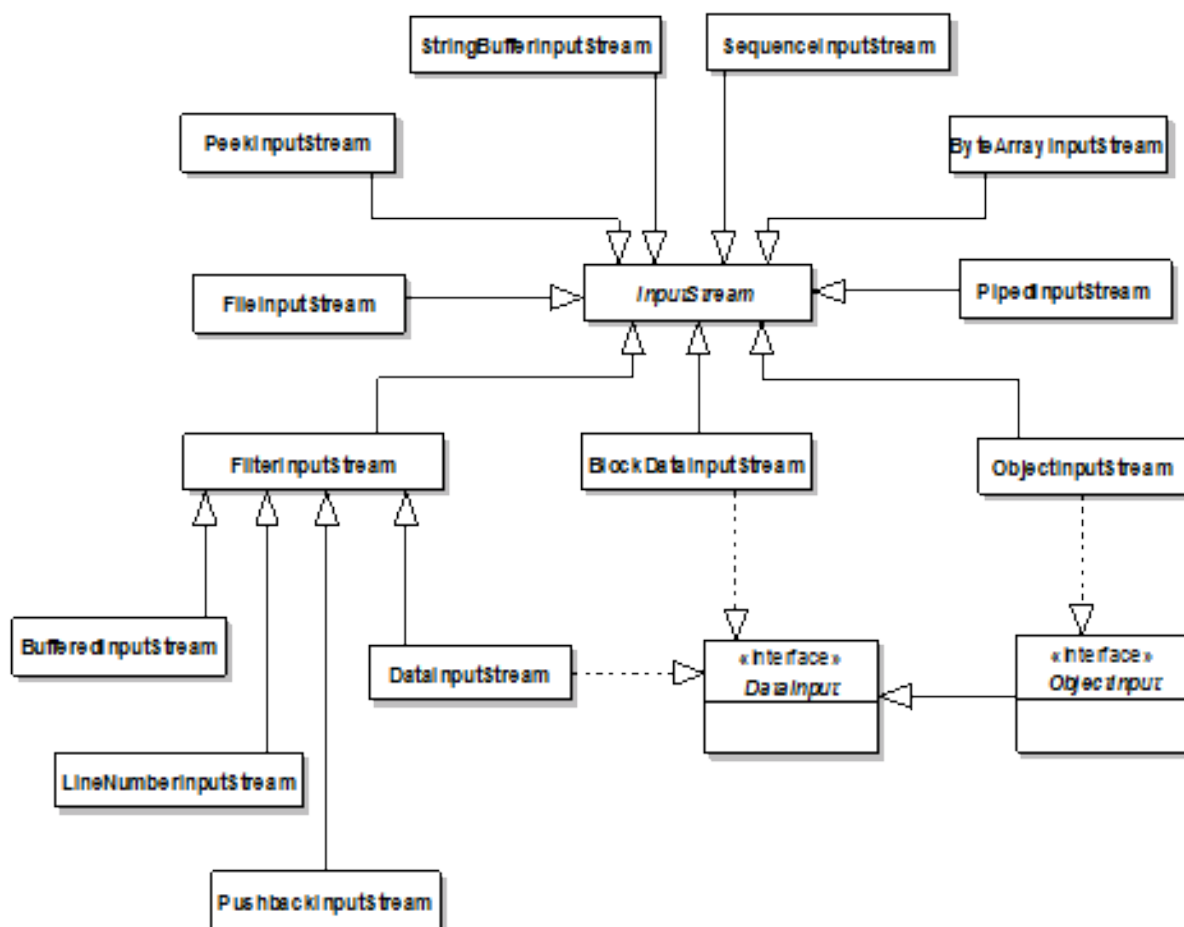 StringBufferInputStream
SequenceInputStream
PeekInputStream
ByteArrayInputStream
InputStream
FileInputStream
PipedInputStream
FilterInputStream
BlockDataInputStream
ObjectInputStream
BufferedInputStream
DataInputStream
«interface»
DataInput
«interface»
ObjectInput
LineNumberInputStream
PushbackInputStream